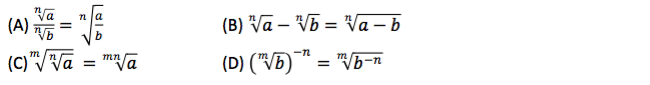 (A) ⁿ√a / ⁿ√b = ⁿ√(a/b) (B) ⁿ√a − ⁿ√b = ⁿ√(a − b)
(C) ᵐ√(ⁿ√a) = ᵐⁿ√a (D) (ᵐ√b)⁻ⁿ = ᵐ√(b⁻ⁿ)